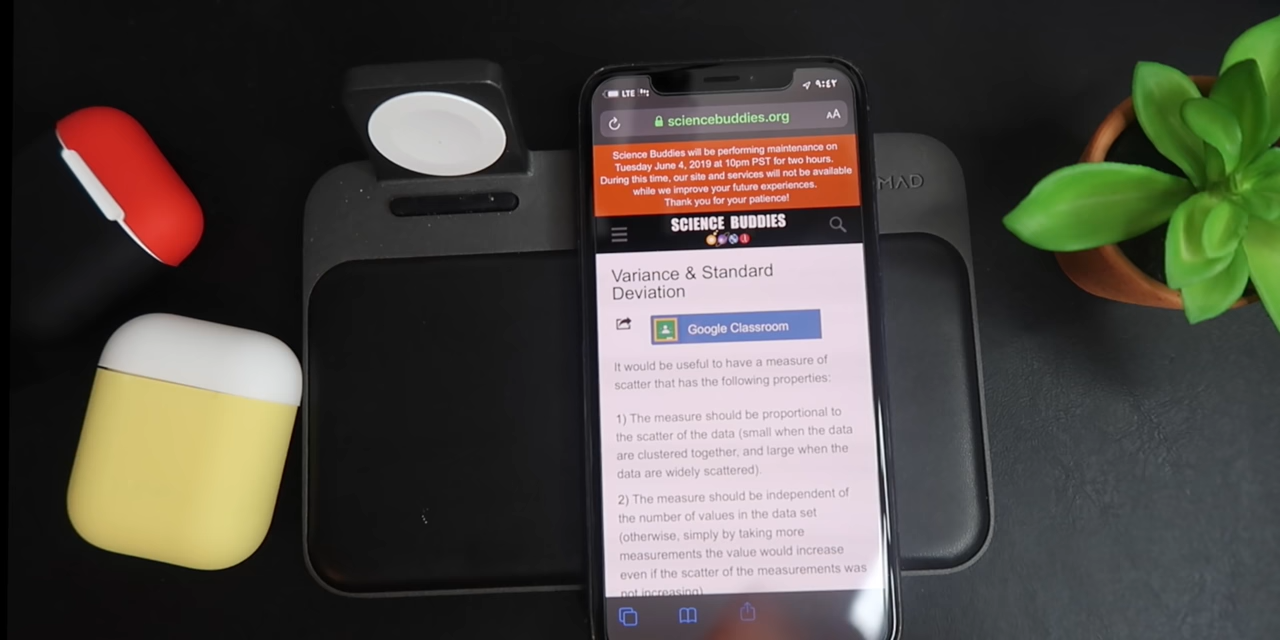 LTE
٩:٤٢
sciencebuddies.org
AA
Science Buddies will be performing maintenance on
Tuesday June 4, 2019 at 10pm PST for two hours.
During this time, our site and services will not be available
while we improve your future experiences.
Thank you for your patience!
SCIENCE BUDDIES
Variance & Standard
Deviation
Google Classroom
It would be useful to have a measure of
scatter that has the following properties:
1) The measure should be proportional to
the scatter of the data (small when the data
are clustered together, and large when the
data are widely scattered).
2) The measure should be independent of
the number of values in the data set
(otherwise, simply by taking more
measurements the value would increase
even if the scatter of the measurements was
not increasing)
MAD